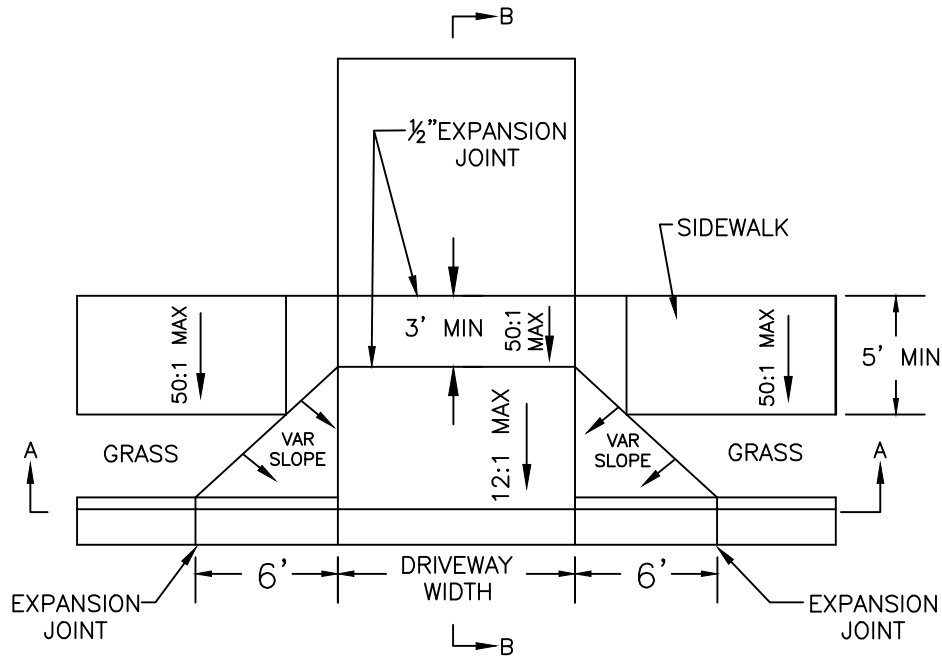 B
½" EXPANSION
JOINT
SIDEWALK
50:1 MAX
3' MIN
50:1
MAX
50:1 MAX
5' MIN
A
GRASS
VAR
SLOPE
12:1 MAX
VAR
SLOPE
GRASS
A
6'
DRIVEWAY
WIDTH
6'
EXPANSION
JOINT
EXPANSION
JOINT
B